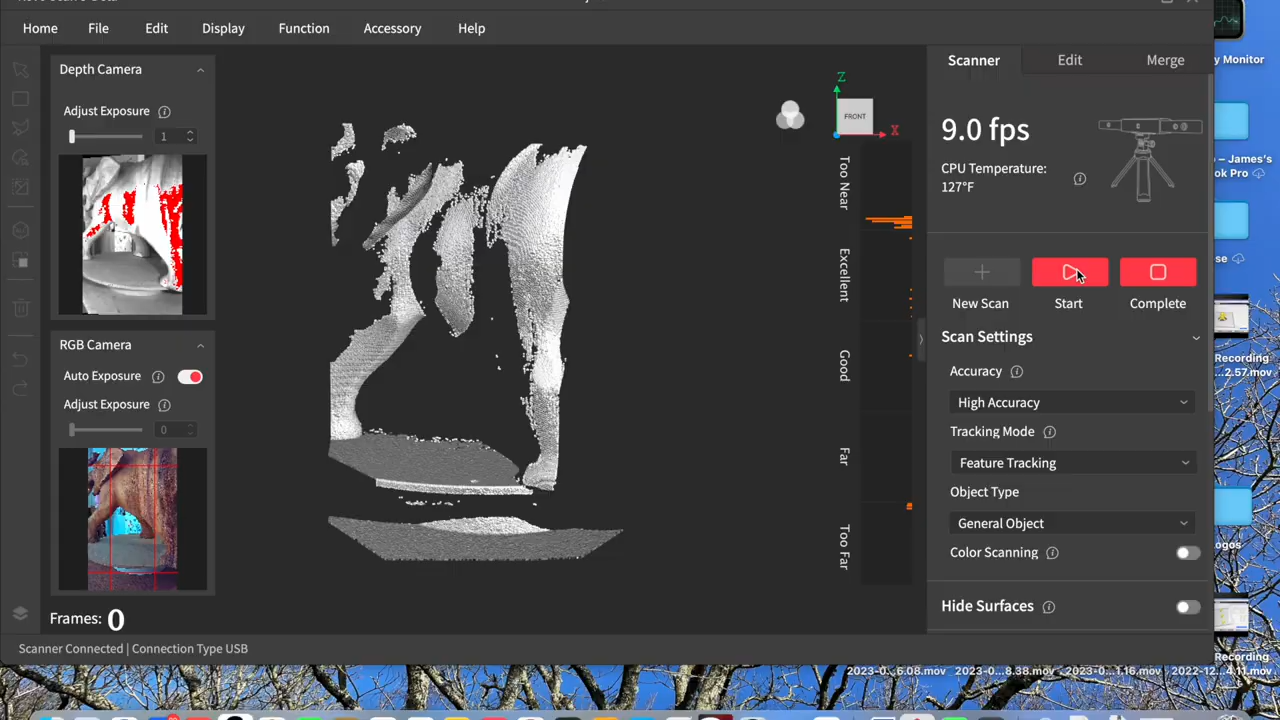 Home File Edit Display Function Accessory Help
Depth Camera
Adjust Exposure
1
RGB Camera
Auto Exposure
Adjust Exposure
0
Frames: 0
Scanner Connected | Connection Type USB
Z
FRONT
X
Too Near
Excellent
Good
Far
Too Far
Scanner Edit Merge
9.0 fps
CPU Temperature:
127°F
New Scan Start Complete
Scan Settings
Accuracy
High Accuracy
Tracking Mode
Feature Tracking
Object Type
General Object
Color Scanning
Hide Surfaces
y Monitor
– James's
ok Pro
se
Recording
...2.57.mov
ogos
Recording
2023-0...6.08.mov 2023-0...8.38.mov 2023-0...1.16.mov 2022-12...4.11.mov